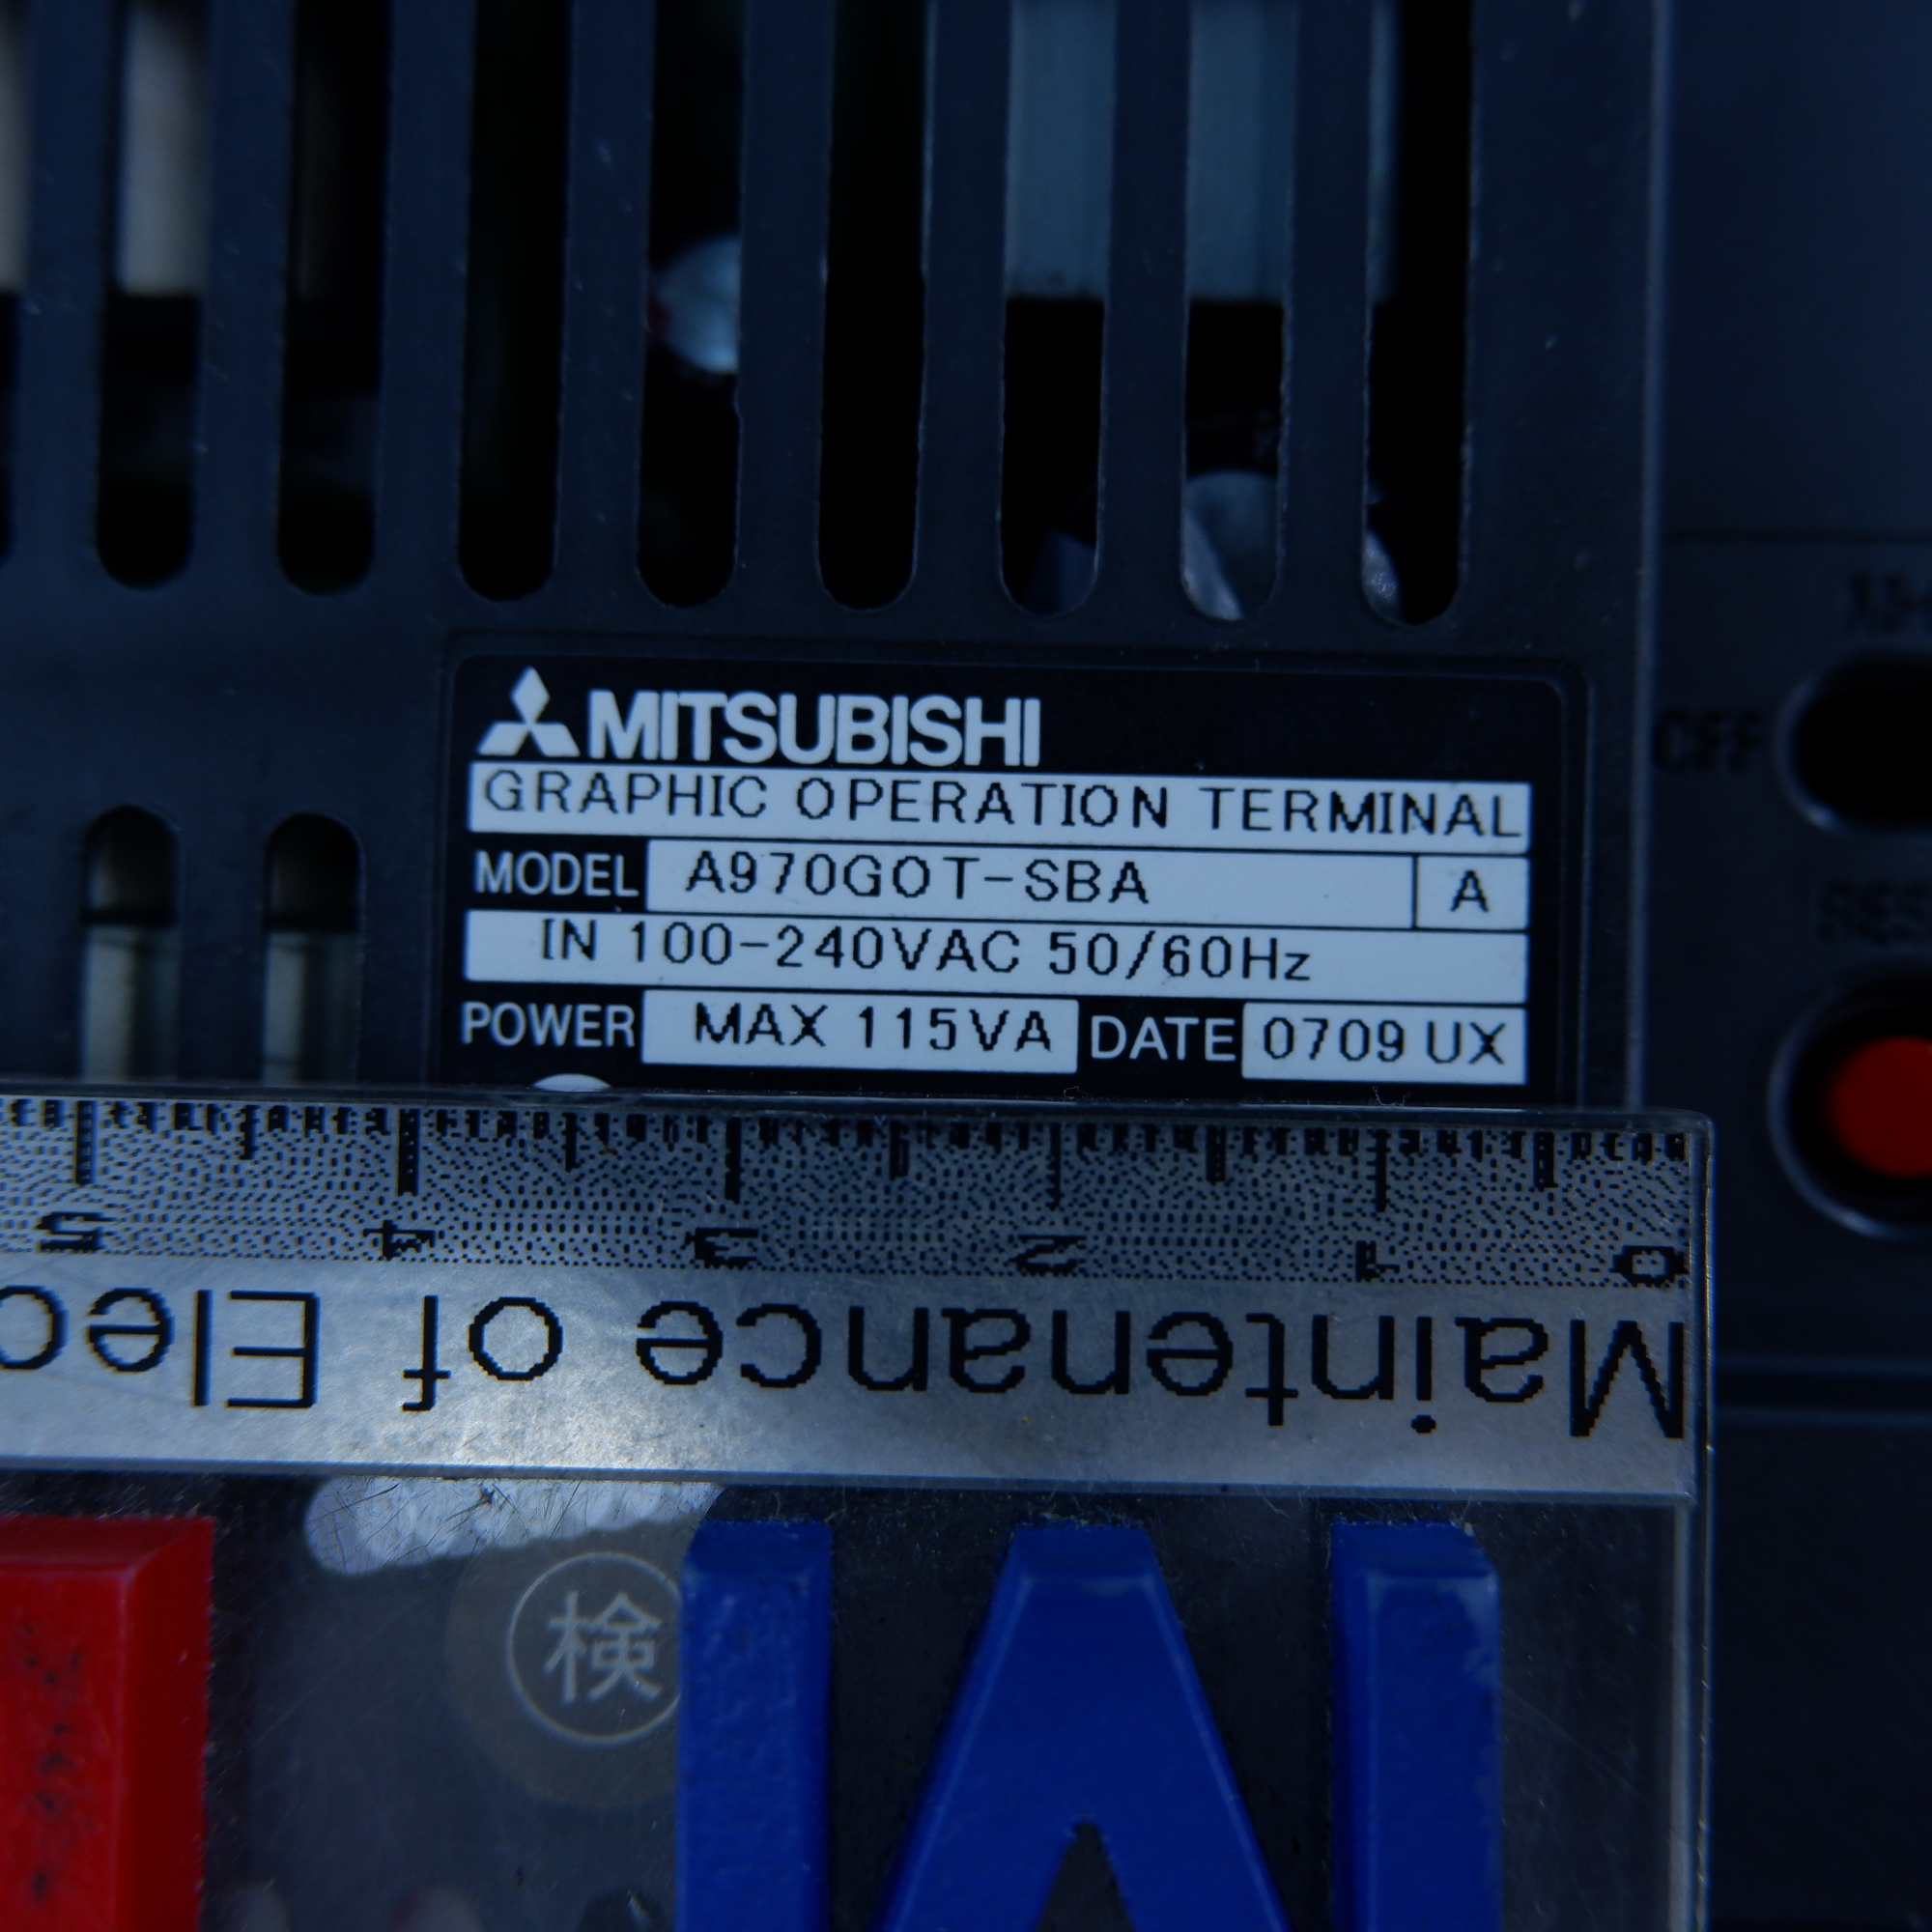 MITSUBISHI
GRAPHIC OPERATION TERMINAL
MODEL A970GOT-SBA A
IN 100-240VAC 50/60Hz
POWER MAX 115VA DATE 0709 UX
OFF
5 4 3 2 1 0
Maintenance of Elec
検